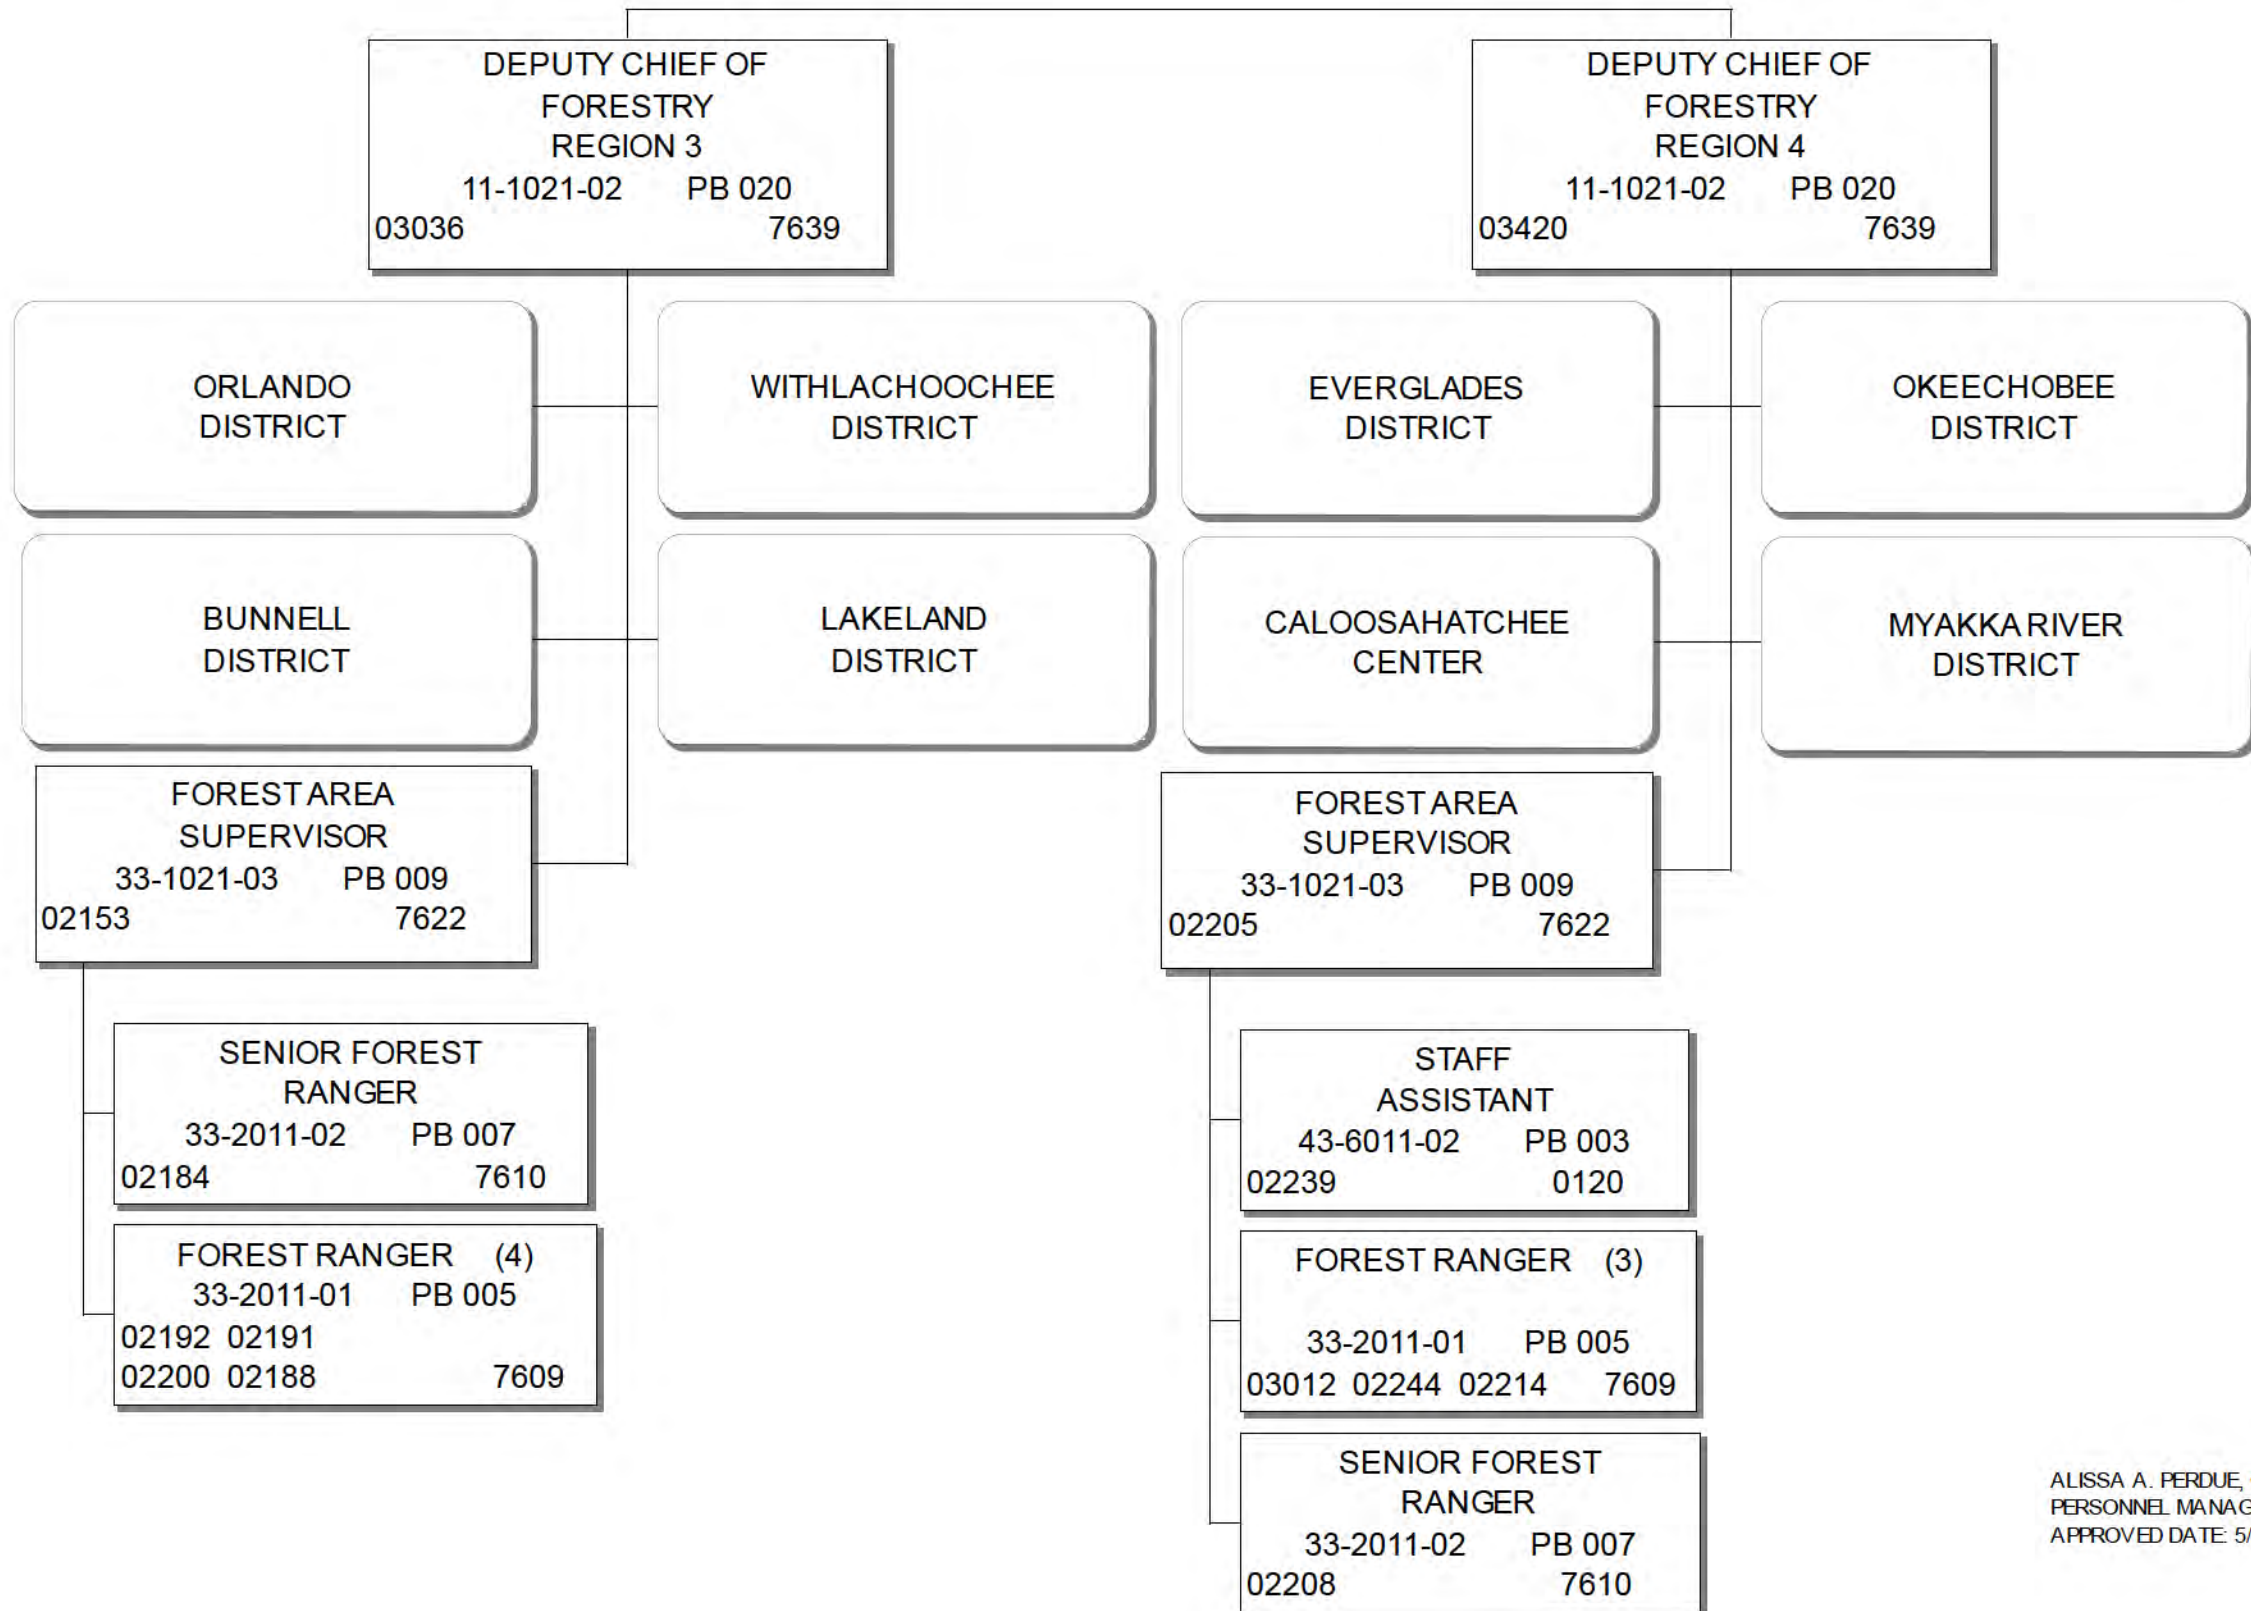 DEPUTY CHIEF OF
FORESTRY
REGION 3
11-1021-02 PB 020
03036 7639
DEPUTY CHIEF OF
FORESTRY
REGION 4
11-1021-02 PB 020
03420 7639
ORLANDO
DISTRICT
WITHLACHOOCHEE
DISTRICT
EVERGLADES
DISTRICT
OKEECHOBEE
DISTRICT
BUNNELL
DISTRICT
LAKELAND
DISTRICT
CALOOSAHATCHEE
CENTER
MYAKKA RIVER
DISTRICT
FOREST AREA
SUPERVISOR
33-1021-03 PB 009
02153 7622
SENIOR FOREST
RANGER
33-2011-02 PB 007
02184 7610
FOREST RANGER (4)
33-2011-01 PB 005
02192 02191
02200 02188 7609
FOREST AREA
SUPERVISOR
33-1021-03 PB 009
02205 7622
STAFF
ASSISTANT
43-6011-02 PB 003
02239 0120
FOREST RANGER (3)
33-2011-01 PB 005
03012 02244 02214 7609
SENIOR FOREST
RANGER
33-2011-02 PB 007
02208 7610
ALISSA A. PERDUE,
PERSONNEL MANAG
APPROVED DATE: 5/